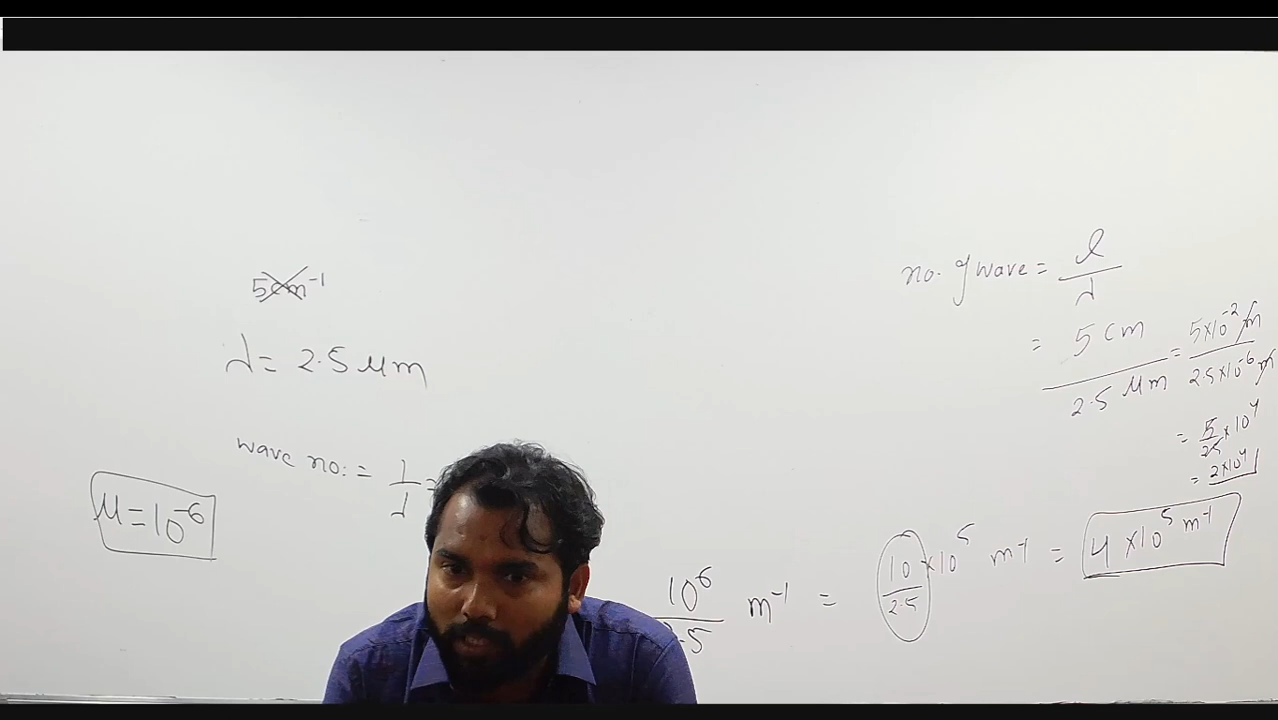 5cm⁻¹
λ = 2.5 μm
wave no: = 1/λ =
μ = 10⁻⁶
10⁶/2.5 m⁻¹ = 10/2.5 × 10⁵ m⁻¹ = 4 × 10⁵ m⁻¹
no. of wave = l/λ
= 5 cm / 2.5 μm = 5×10⁻² m / 2.5×10⁻⁶ m
= 5/2.5 × 10⁴
= 2×10⁴